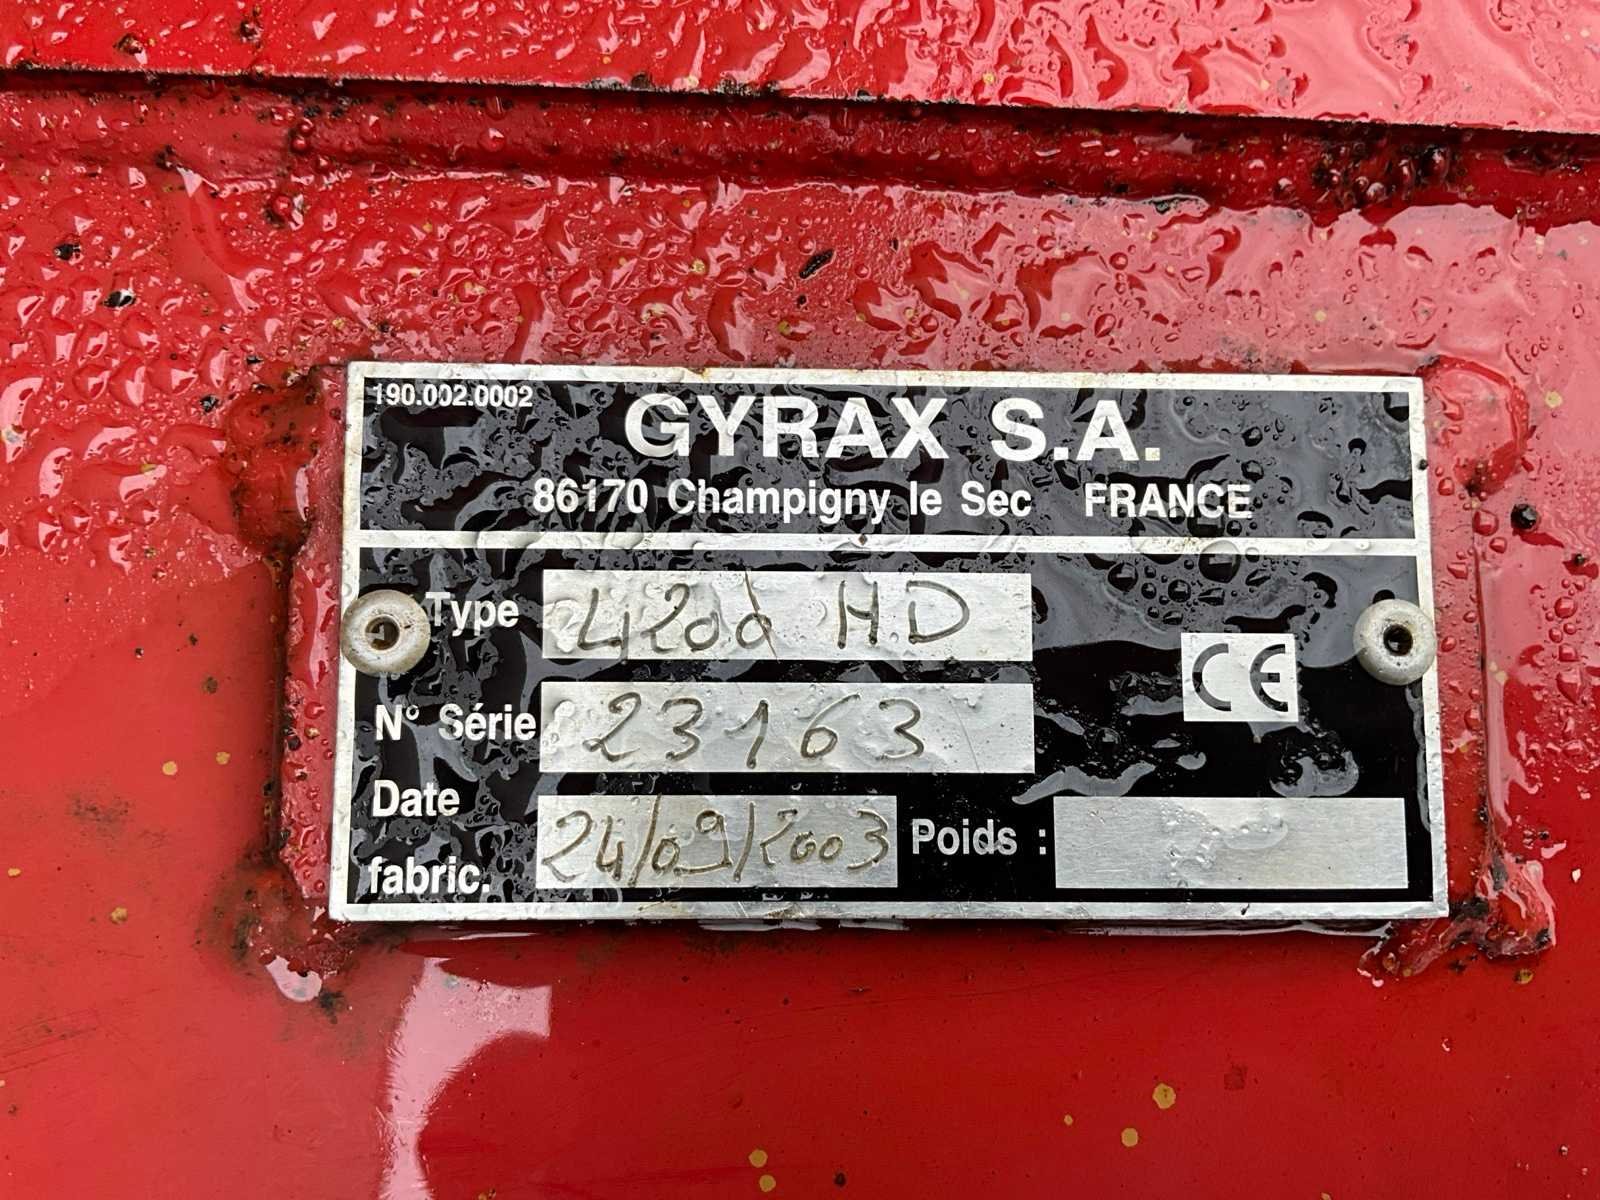 190.002.0002
GYRAX S.A.
86170 Champigny le Sec FRANCE
Type 4200 HD
N° Série 23163
CE
Date fabric. 24/09/2003
Poids :